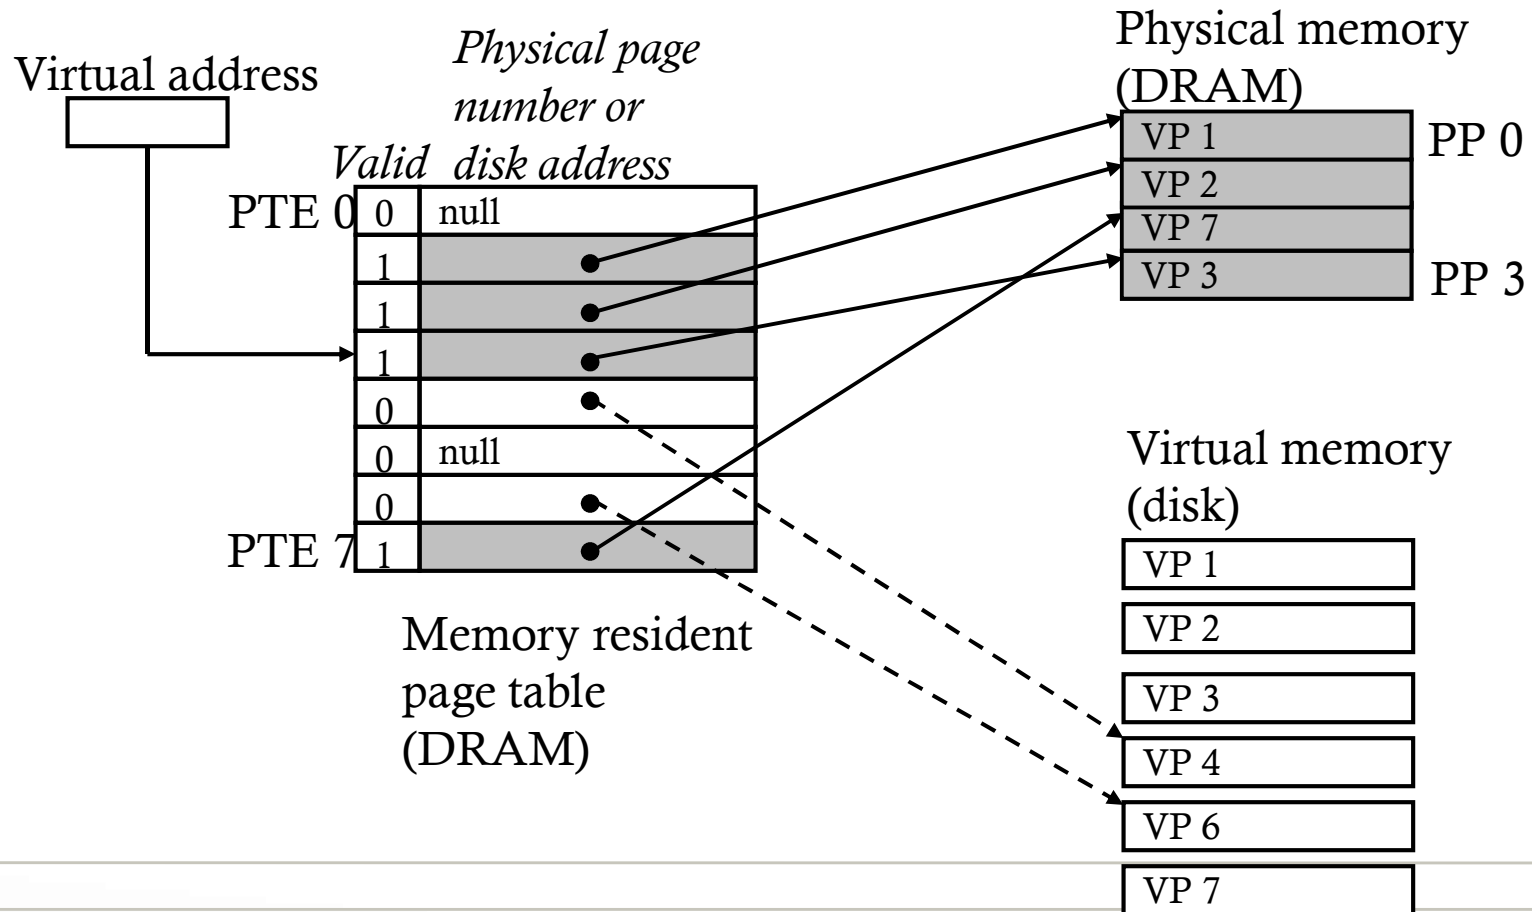 Virtual address
Physical page
number or
disk address
Valid
PTE 0
0 null
1
1
1
0
0 null
0
PTE 7
1
Memory resident
page table
(DRAM)
Physical memory
(DRAM)
VP 1
PP 0
VP 2
VP 7
VP 3
PP 3
Virtual memory
(disk)
VP 1
VP 2
VP 3
VP 4
VP 6
VP 7